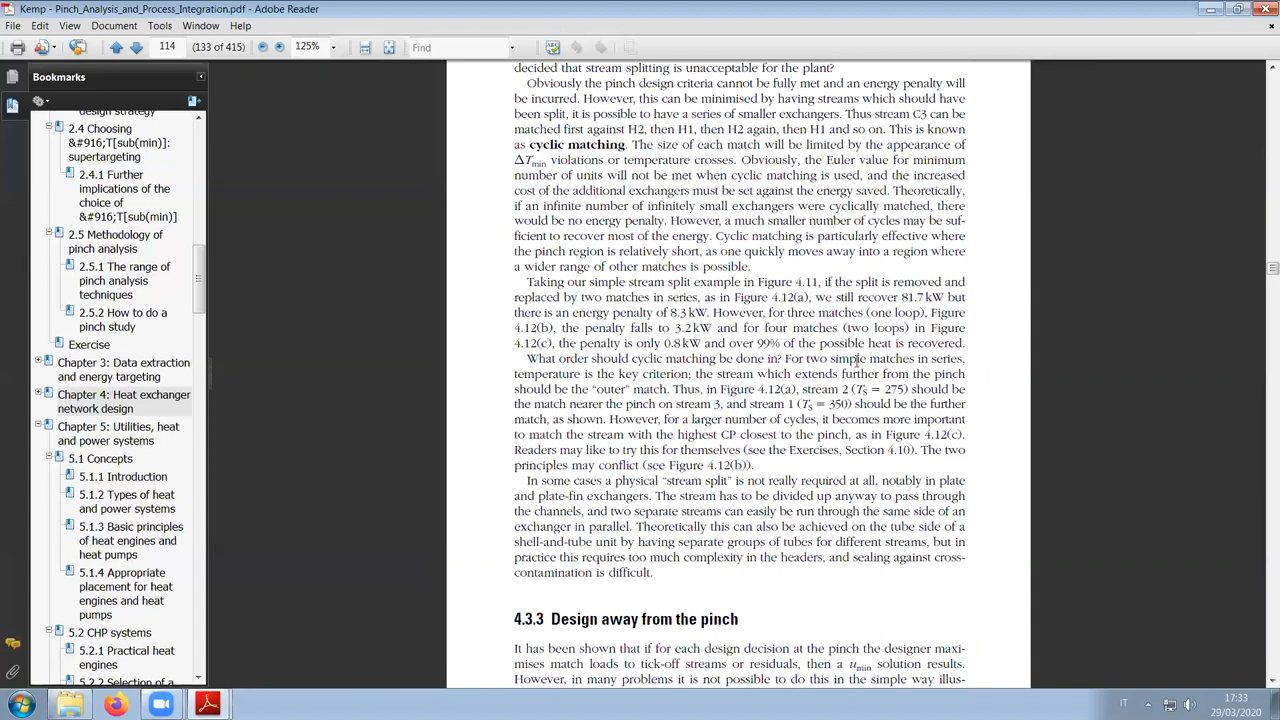 Kemp - Pinch_Analysis_and_Process_Integration.pdf - Adobe Reader
File Edit View Document Tools Window Help
114 (133 of 415) 125% Find
Bookmarks
design strategy
2.4 Choosing
&#916;T[sub(min)]:
supertargeting
2.4.1 Further
implications of the
choice of
&#916;T[sub(min)]
2.5 Methodology of
pinch analysis
2.5.1 The range of
pinch analysis
techniques
2.5.2 How to do a
pinch study
Exercise
Chapter 3: Data extraction
and energy targeting
Chapter 4: Heat exchanger
network design
Chapter 5: Utilities, heat
and power systems
5.1 Concepts
5.1.1 Introduction
5.1.2 Types of heat
and power systems
5.1.3 Basic principles
of heat engines and
heat pumps
5.1.4 Appropriate
placement for heat
engines and heat
pumps
5.2 CHP systems
5.2.1 Practical heat
engines
5.2.2 Selection of a
decided that stream splitting is unacceptable for the plant?
Obviously the pinch design criteria cannot be fully met and an energy penalty will
be incurred. However, this can be minimised by having streams which should have
been split, it is possible to have a series of smaller exchangers. Thus stream C3 can be
matched first against H2, then H1, then H2 again, then H1 and so on. This is known
as cyclic matching. The size of each match will be limited by the appearance of
ΔTmin violations or temperature crosses. Obviously, the Euler value for minimum
number of units will not be met when cyclic matching is used, and the increased
cost of the additional exchangers must be set against the energy saved. Theoretically,
if an infinite number of infinitely small exchangers were cyclically matched, there
would be no energy penalty. However, a much smaller number of cycles may be suf-
ficient to recover most of the energy. Cyclic matching is particularly effective where
the pinch region is relatively short, as one quickly moves away into a region where
a wider range of other matches is possible.
Taking our simple stream split example in Figure 4.11, if the split is removed and
replaced by two matches in series, as in Figure 4.12(a), we still recover 81.7 kW but
there is an energy penalty of 8.3 kW. However, for three matches (one loop), Figure
4.12(b), the penalty falls to 3.2 kW and for four matches (two loops) in Figure
4.12(c), the penalty is only 0.8 kW and over 99% of the possible heat is recovered.
What order should cyclic matching be done in? For two simple matches in series,
temperature is the key criterion; the stream which extends further from the pinch
should be the “outer” match. Thus, in Figure 4.12(a), stream 2 (TS = 275) should be
the match nearer the pinch on stream 3, and stream 1 (TS = 350) should be the further
match, as shown. However, for a larger number of cycles, it becomes more important
to match the stream with the highest CP closest to the pinch, as in Figure 4.12(c).
Readers may like to try this for themselves (see the Exercises, Section 4.10). The two
principles may conflict (see Figure 4.12(b)).
In some cases a physical “stream split” is not really required at all, notably in plate
and plate-fin exchangers. The stream has to be divided up anyway to pass through
the channels, and two separate streams can easily be run through the same side of an
exchanger in parallel. Theoretically this can also be achieved on the tube side of a
shell-and-tube unit by having separate groups of tubes for different streams, but in
practice this requires too much complexity in the headers, and sealing against cross-
contamination is difficult.
4.3.3 Design away from the pinch
It has been shown that if for each design decision at the pinch the designer maxi-
mises match loads to tick-off streams or residuals, then a umin solution results.
However, in many problems it is not possible to do this in the simple way illus-
IT
17:33
29/03/2020